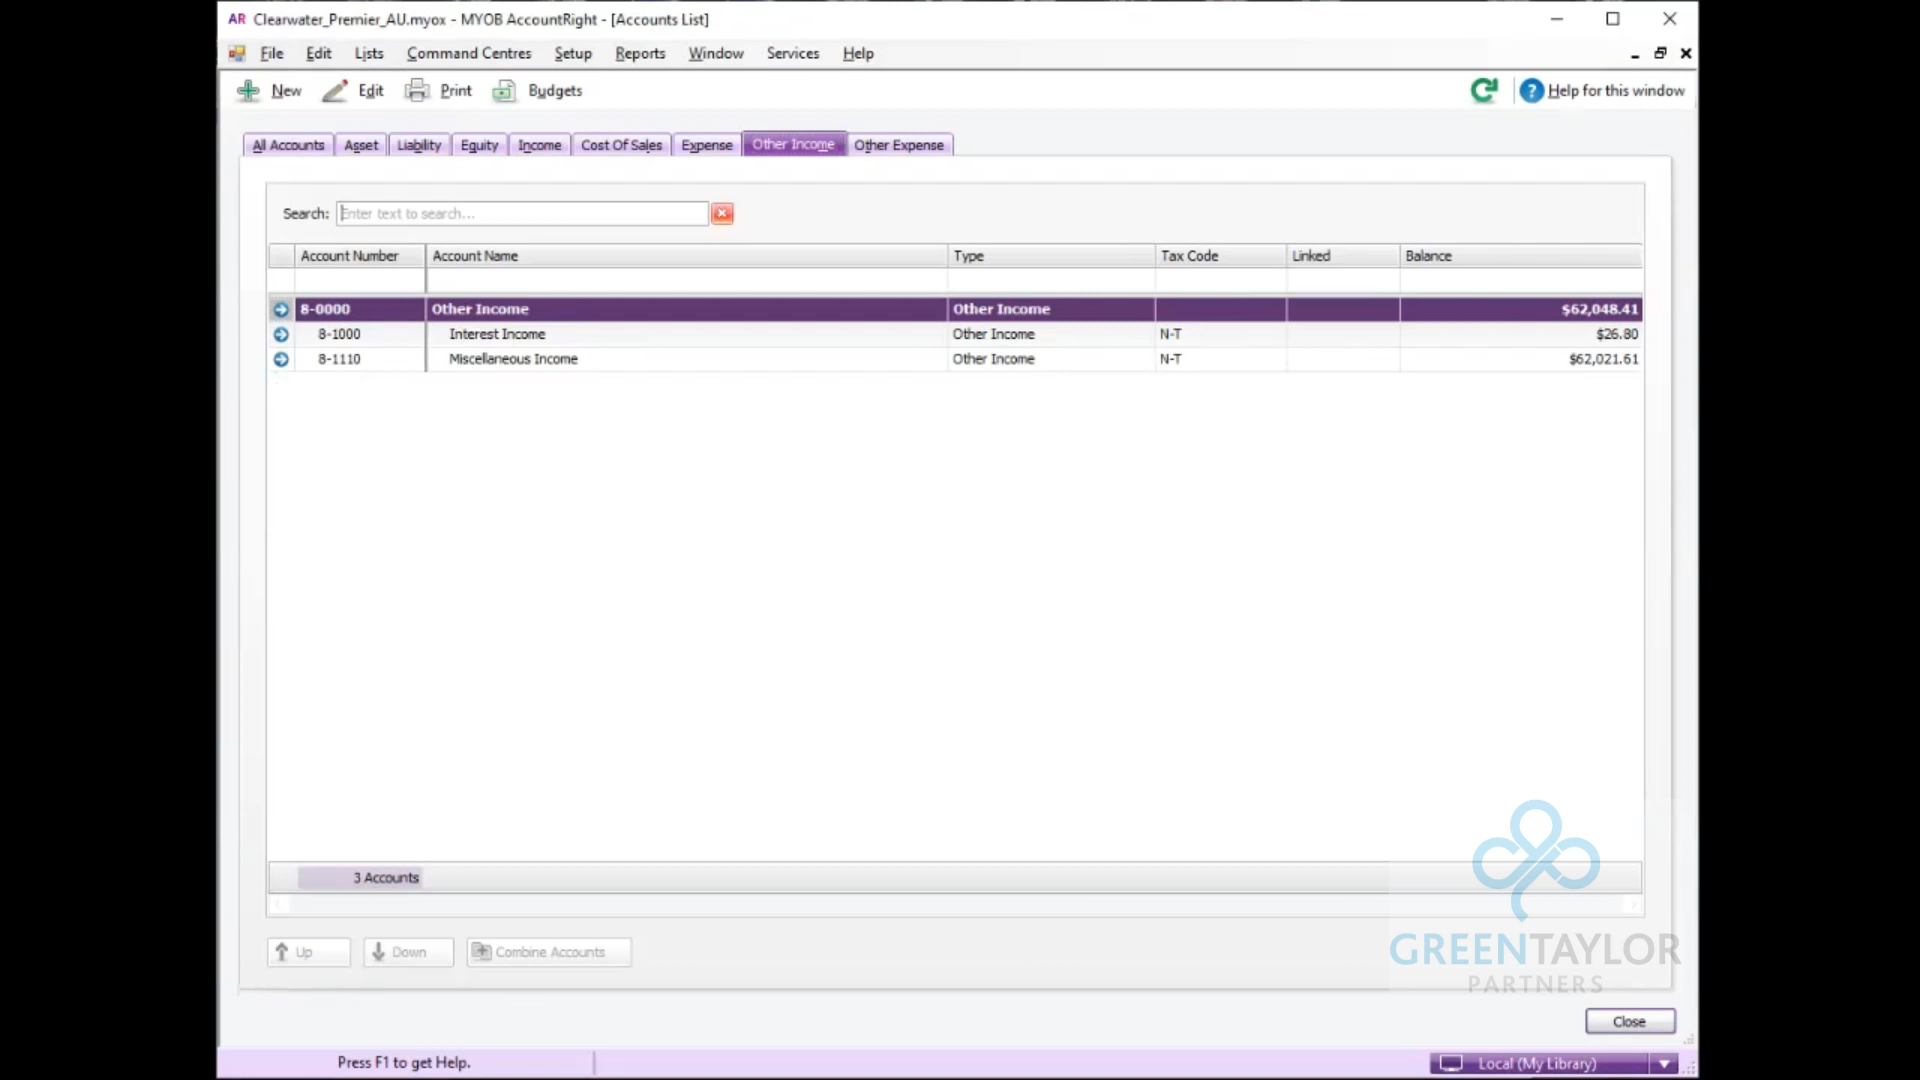 AR Clearwater_Premier_AU.myox - MYOB AccountRight - [Accounts List]
File Edit Lists Command Centres Setup Reports Window Services Help
New Edit Print Budgets ? Help for this window
All Accounts Asset Liability Equity Income Cost Of Sales Expense Other Income Other Expense
Search: Enter text to search...
Account Number Account Name Type Tax Code Linked Balance
8-0000 Other Income Other Income $62,048.41
8-1000 Interest Income Other Income N-T $26.80
8-1110 Miscellaneous Income Other Income N-T $62,021.61
3 Accounts
Up Down Combine Accounts
GREENTAYLOR
PARTNERS
Close
Press F1 to get Help. Local (My Library)